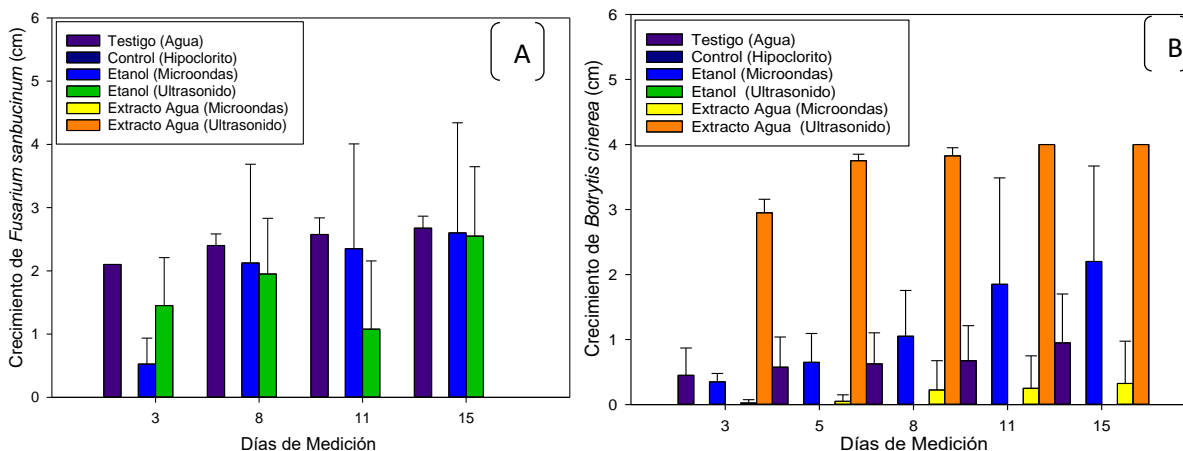 Crecimiento de Fusarium sanbucinum (cm)
6
5
4
3
2
1
0
Testigo (Agua)
Control (Hipoclorito)
Etanol (Microondas)
Etanol (Ultrasonido)
Extracto Agua (Microondas)
Extracto Agua (Ultrasonido)
A
3 8 11 15
Días de Medición
Crecimiento de Botrytis cinerea (cm)
6
5
4
3
2
1
0
Testigo (Agua)
Control (Hipoclorito)
Etanol (Microondas)
Etanol (Ultrasonido)
Extracto Agua (Microondas)
Extracto Agua (Ultrasonido)
B
3 5 8 11 15
Días de Medición